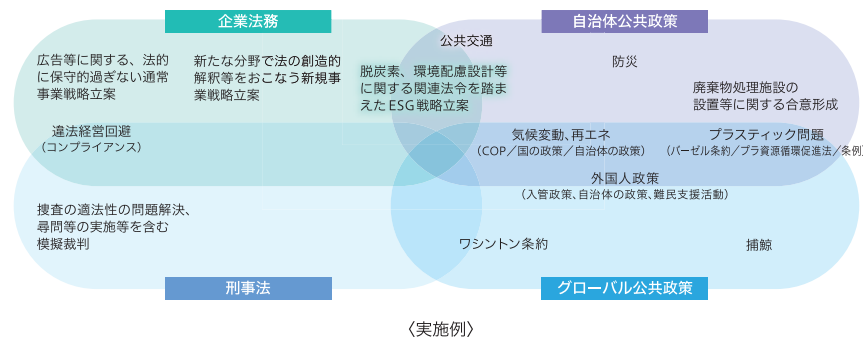 企業法務
自治体公共政策
広告等に関する、法的
に保守的過ぎない通常
事業戦略立案
新たな分野で法の創造的
解釈等をおこなう新規事
業戦略立案
公共交通
脱炭素、環境配慮設計等
に関する関連法令を踏ま
えたESG戦略立案
防災
廃棄物処理施設の
設置等に関する合意形成
違法経営回避
(コンプライアンス)
気候変動、再エネ
(COP/国の政策/自治体の政策)
プラスティック問題
(バーゼル条約/プラ資源循環促進法/条例)
外国人政策
(入管政策、自治体の政策、難民支援活動)
捜査の適法性の問題解決、
尋問等の実施等を含む
模擬裁判
ワシントン条約
捕鯨
刑事法
グローバル公共政策
〈実施例〉